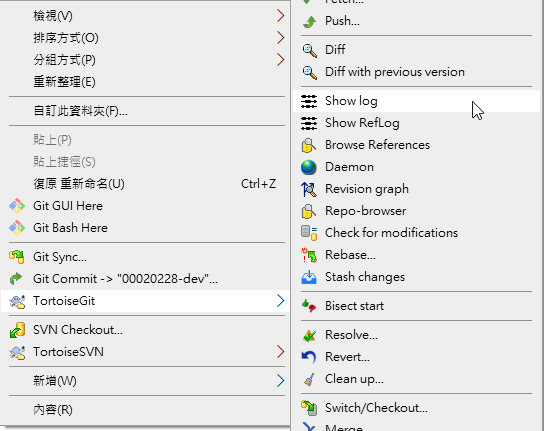 檢視(V)
排序方式(O)
分組方式(P)
重新整理(E)
自訂此資料夾(F)...
貼上(P)
貼上捷徑(S)
復原 重新命名(U) Ctrl+Z
Git GUI Here
Git Bash Here
Git Sync...
Git Commit -> "00020228-dev"...
TortoiseGit
SVN Checkout...
TortoiseSVN
新增(W)
內容(R)
Fetch...
Push...
Diff
Diff with previous version
Show log
Show RefLog
Browse References
Daemon
Revision graph
Repo-browser
Check for modifications
Rebase...
Stash changes
Bisect start
Resolve...
Revert...
Clean up...
Switch/Checkout...
Merge...